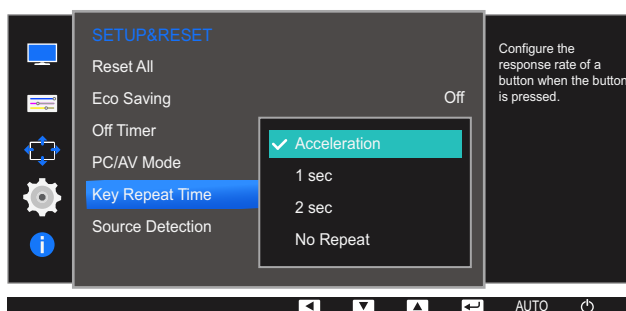 SETUP&RESET
Reset All
Eco Saving Off
Off Timer
PC/AV Mode
Key Repeat Time
Source Detection
Acceleration
1 sec
2 sec
No Repeat
Configure the
response rate of a
button when the button
is pressed.
AUTO